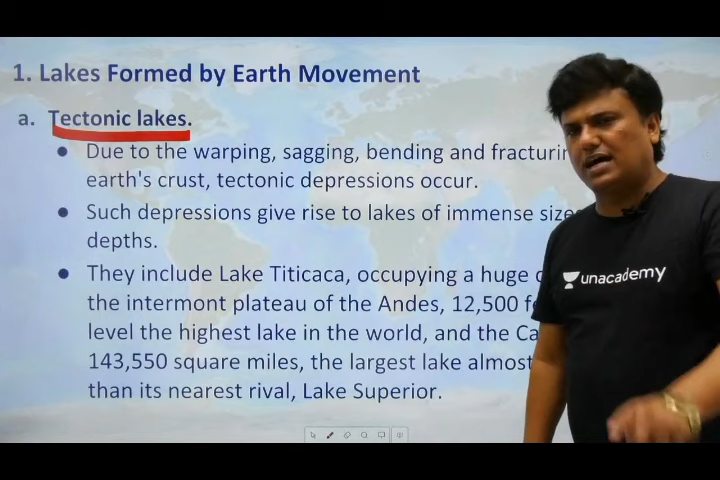 1. Lakes Formed by Earth Movement
a. Tectonic lakes.
● Due to the warping, sagging, bending and
earth's crust, tectonic depressions occur.
● Such depressions give rise to lakes of immense
depths.
● They include Lake Titicaca, occupying a huge
the intermont plateau of the Andes, 12,500
level the highest lake in the world, and the
143,550 square miles, the largest lake almost
than its nearest rival, Lake Superior.
unacademy